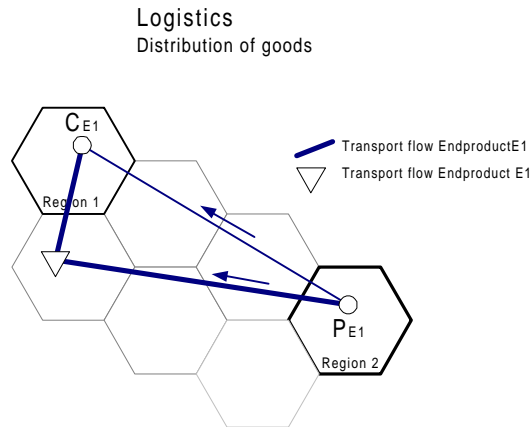 Logistics
Distribution of goods
CE1
Region 1
Transport flow EndproductE1
Transport flow Endproduct E1
PE1
Region 2